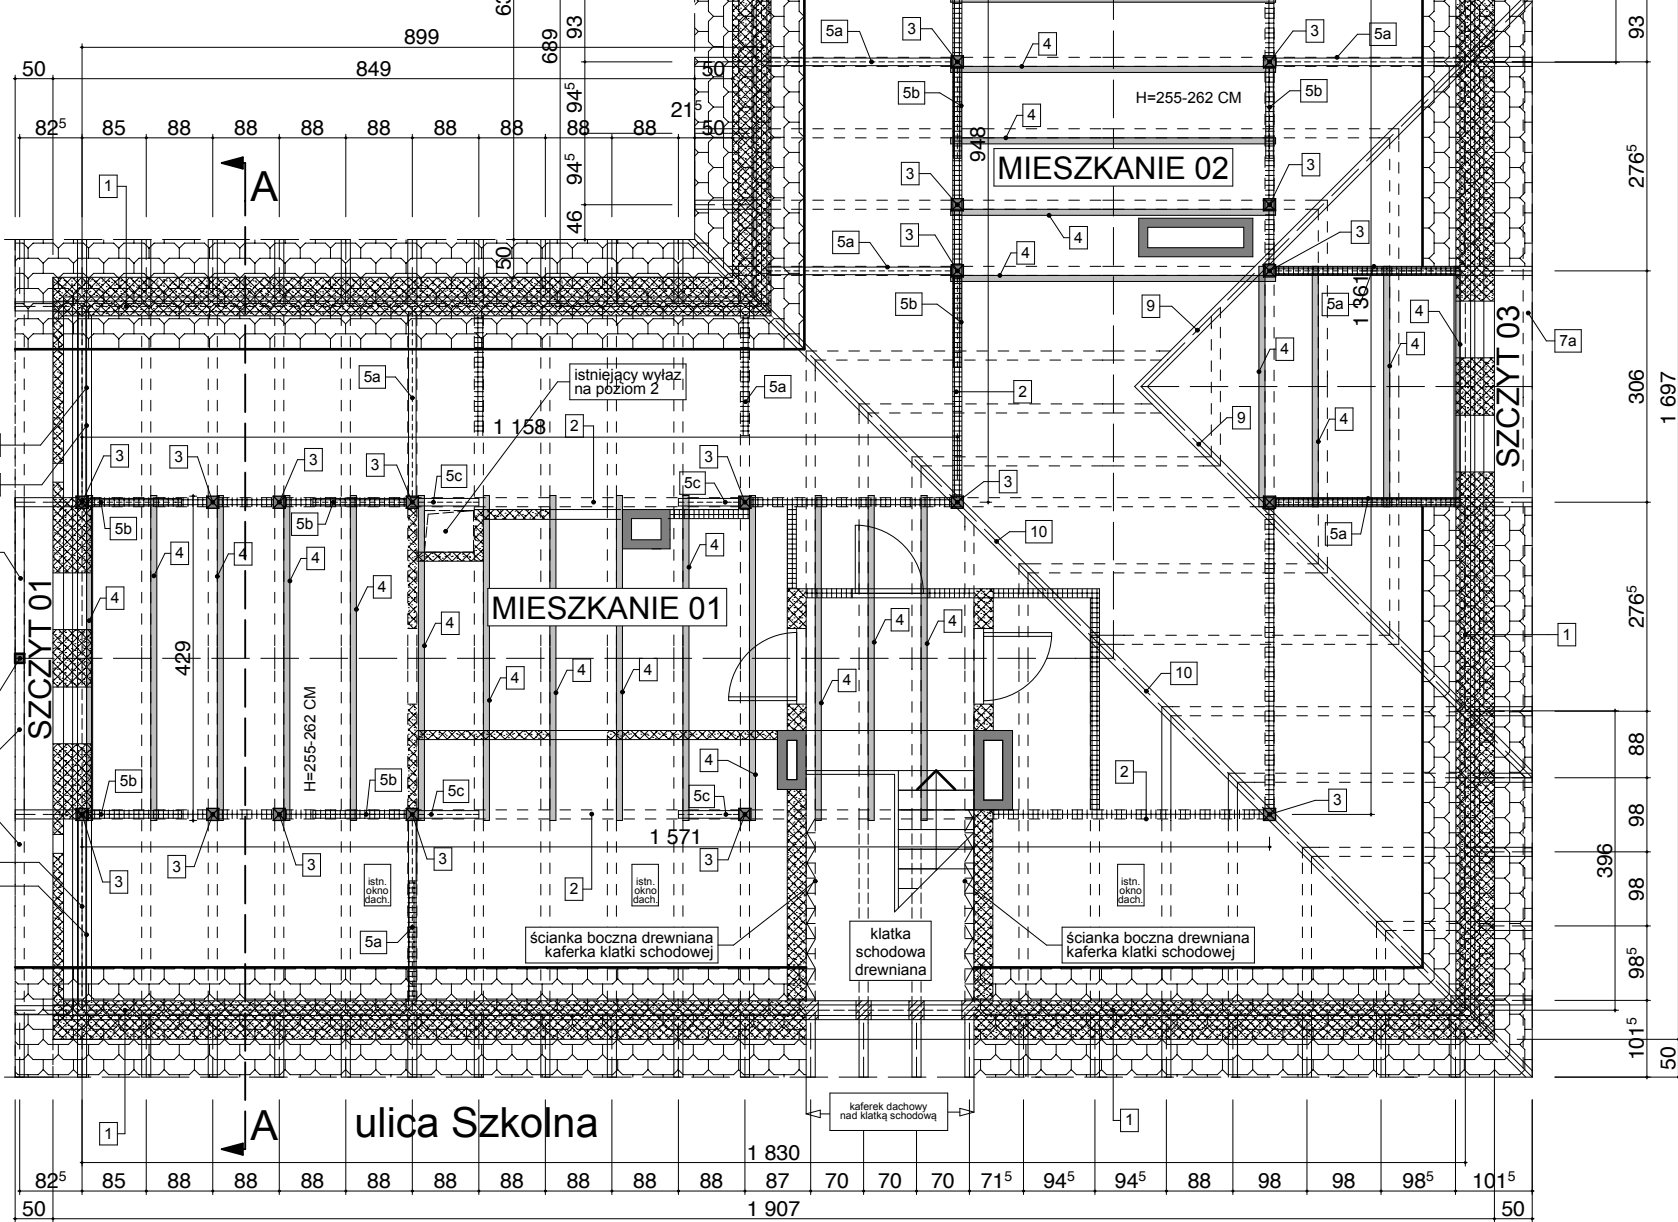 899
50
849
50
82⁵
85
88
88
88
88
88
88
88
88
21⁵
50
689
93
94⁵
94⁵
46
50
1
A
5a
3
4
3
5a
5b
H=255-262 CM
5b
4
948
MIESZKANIE 02
3
3
4
5a
3
4
3
5b
9
5a
1 361
4
4
4
SZCZYT 03
7a
93
276⁵
306
1 697
5a
istniejący wyłaz
na poziom 2
5a
2
1 158
2
9
4
3
3
3
3
5c
3
5c
3
5b
5b
5a
4
4
4
4
4
10
SZCZYT 01
4
429
MIESZKANIE 01
4
4
4
276⁵
1
4
4
4
4
10
H=255-262 CM
5b
5b
5c
4
5c
2
3
88
98
396
98
98⁵
101⁵
50
1 571
3
3
3
3
3
2
istn.
okno
dach.
istn.
okno
dach.
istn.
okno
dach.
5a
ścianka boczna drewniana
kaferka klatki schodowej
klatka
schodowa
drewniana
ścianka boczna drewniana
kaferka klatki schodowej
1
A
ulica Szkolna
kaferek dachowy
nad klatką schodową
1
1 830
82⁵
85
88
88
88
88
88
88
88
88
88
87
70
70
70
71⁵
94⁵
94⁵
88
98
98
98⁵
101⁵
50
1 907
50